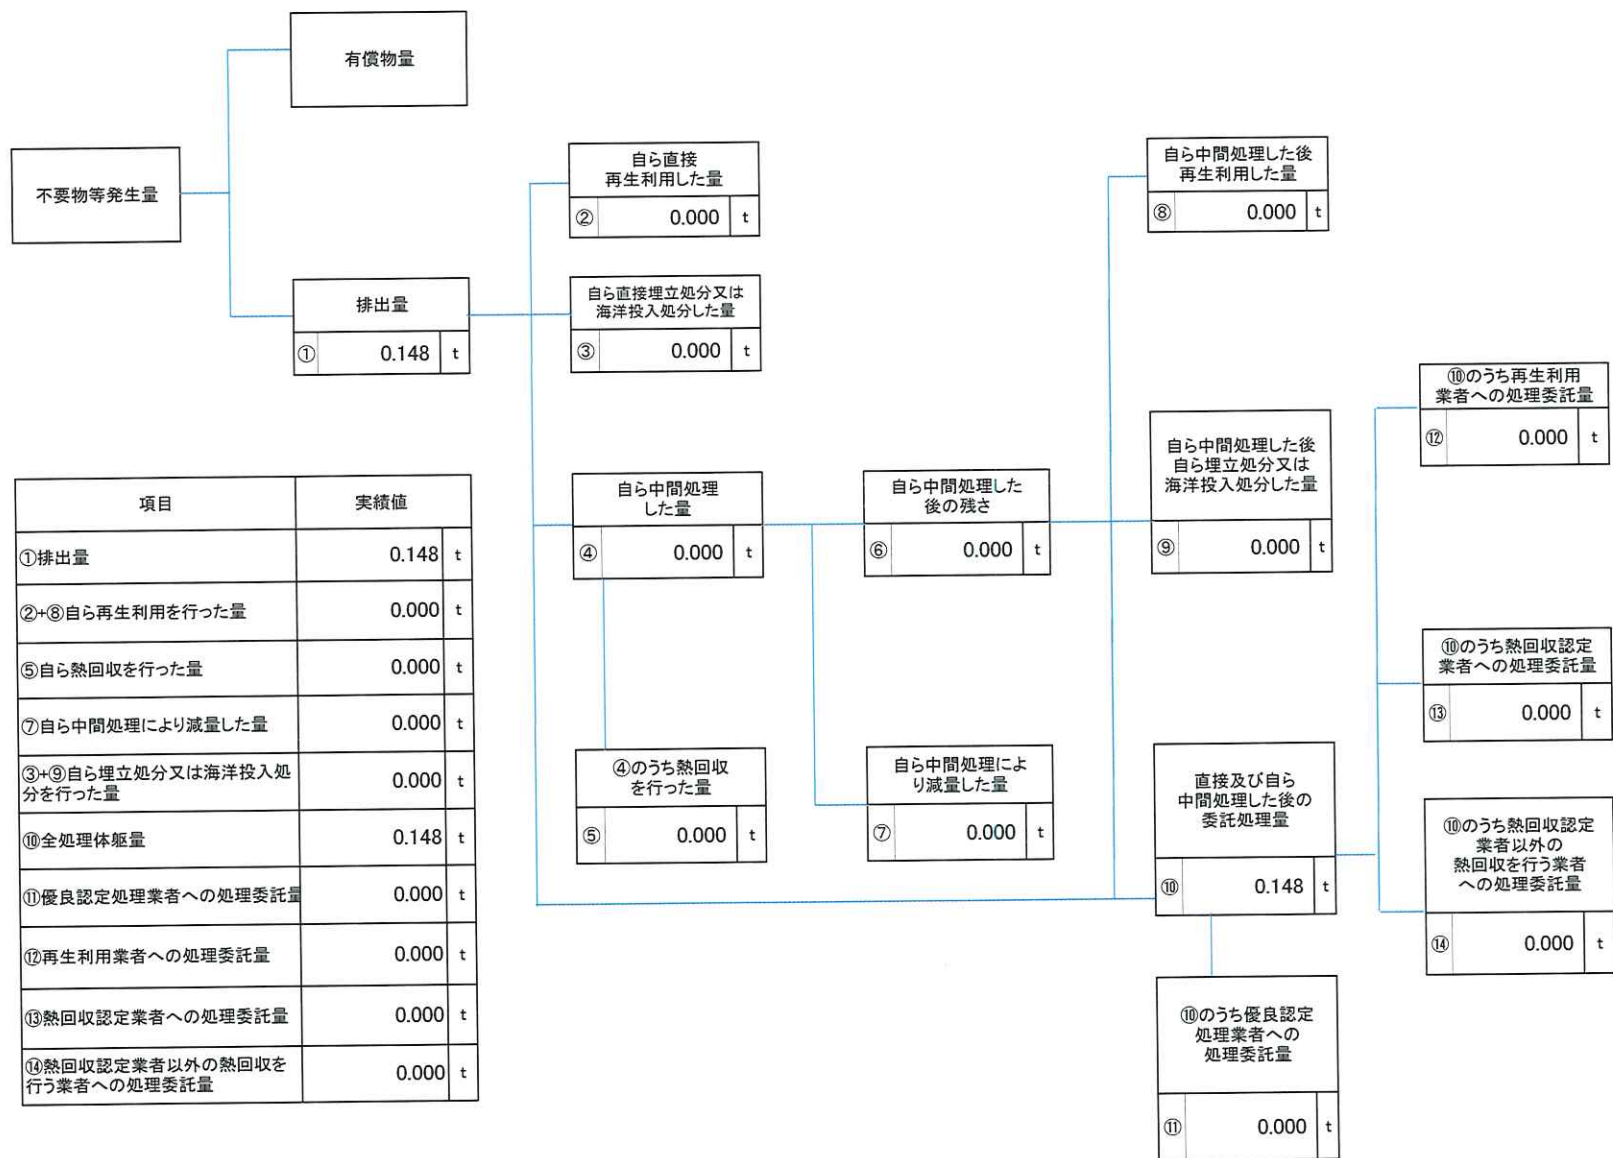 有償物量
不要物等発生量
排出量
① 0.148 t
自ら直接
再生利用した量
② 0.000 t
自ら直接埋立処分又は
海洋投入処分した量
③ 0.000 t
自ら中間処理
した量
④ 0.000 t
④のうち熱回収
を行った量
⑤ 0.000 t
自ら中間処理した
後の残さ
⑥ 0.000 t
自ら中間処理によ
り減量した量
⑦ 0.000 t
自ら中間処理した後
再生利用した量
⑧ 0.000 t
自ら中間処理した後
自ら埋立処分又は
海洋投入処分した量
⑨ 0.000 t
直接及び自ら
中間処理した後の
委託処理量
⑩ 0.148 t
⑩のうち優良認定
処理業者への
処理委託量
⑪ 0.000 t
⑩のうち再生利用
業者への処理委託量
⑫ 0.000 t
⑩のうち熱回収認定
業者への処理委託量
⑬ 0.000 t
⑩のうち熱回収認定
業者以外の
熱回収を行う業者
への処理委託量
⑭ 0.000 t
項目 実績値
①排出量 0.148 t
②+⑧自ら再生利用を行った量 0.000 t
⑤自ら熱回収を行った量 0.000 t
⑦自ら中間処理により減量した量 0.000 t
③+⑨自ら埋立処分又は海洋投入処
分を行った量 0.000 t
⑩全処理体躯量 0.148 t
⑪優良認定処理業者への処理委託量 0.000 t
⑫再生利用業者への処理委託量 0.000 t
⑬熱回収認定業者への処理委託量 0.000 t
⑭熱回収認定業者以外の熱回収を
行う業者への処理委託量 0.000 t